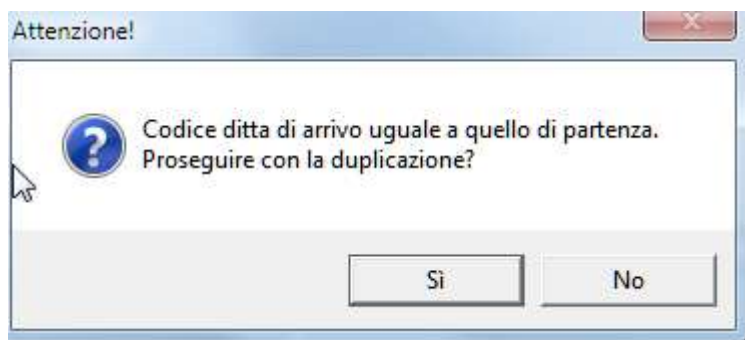 Attenzione!
Codice ditta di arrivo uguale a quello di partenza.
Proseguire con la duplicazione?
Sì
No